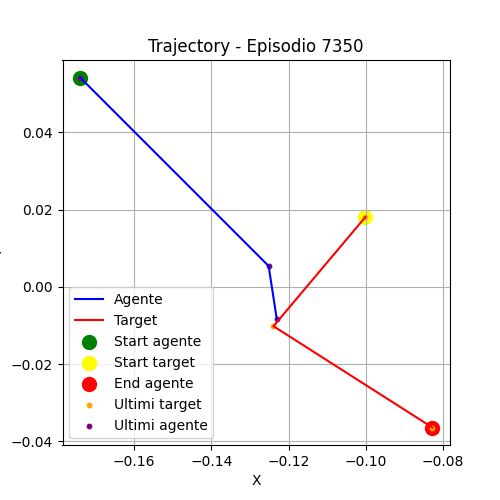 Trajectory - Episodio 7350
0.04
0.02
0.00
−0.02
−0.04
Agente
Target
Start agente
Start target
End agente
Ultimi target
Ultimi agente
−0.16
−0.14
−0.12
−0.10
−0.08
X